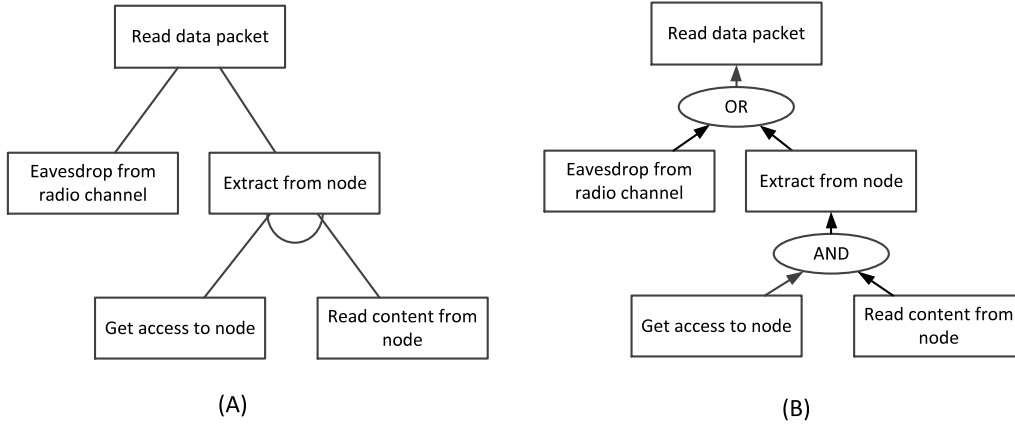 Read data packet
Eavesdrop from
radio channel
Extract from node
Get access to node
Read content from
node
(A)
Read data packet
OR
Eavesdrop from
radio channel
Extract from node
AND
Get access to node
Read content from
node
(B)